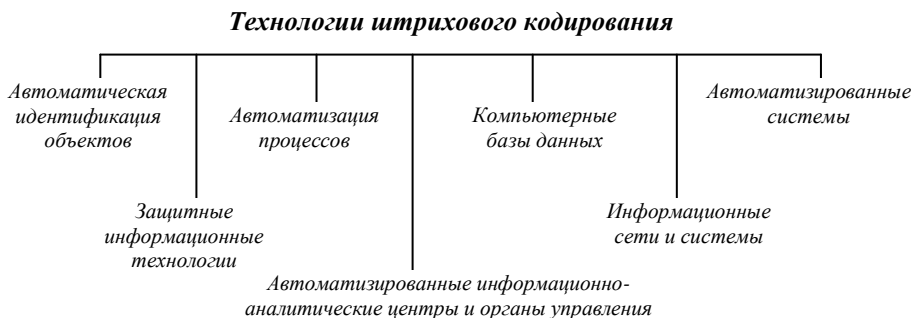 Технологии штрихового кодирования
Автоматическая
идентификация
объектов
Защитные
информационные
технологии
Автоматизация
процессов
Автоматизированные информационно-
аналитические центры и органы управления
Компьютерные
базы данных
Информационные
сети и системы
Автоматизированные
системы